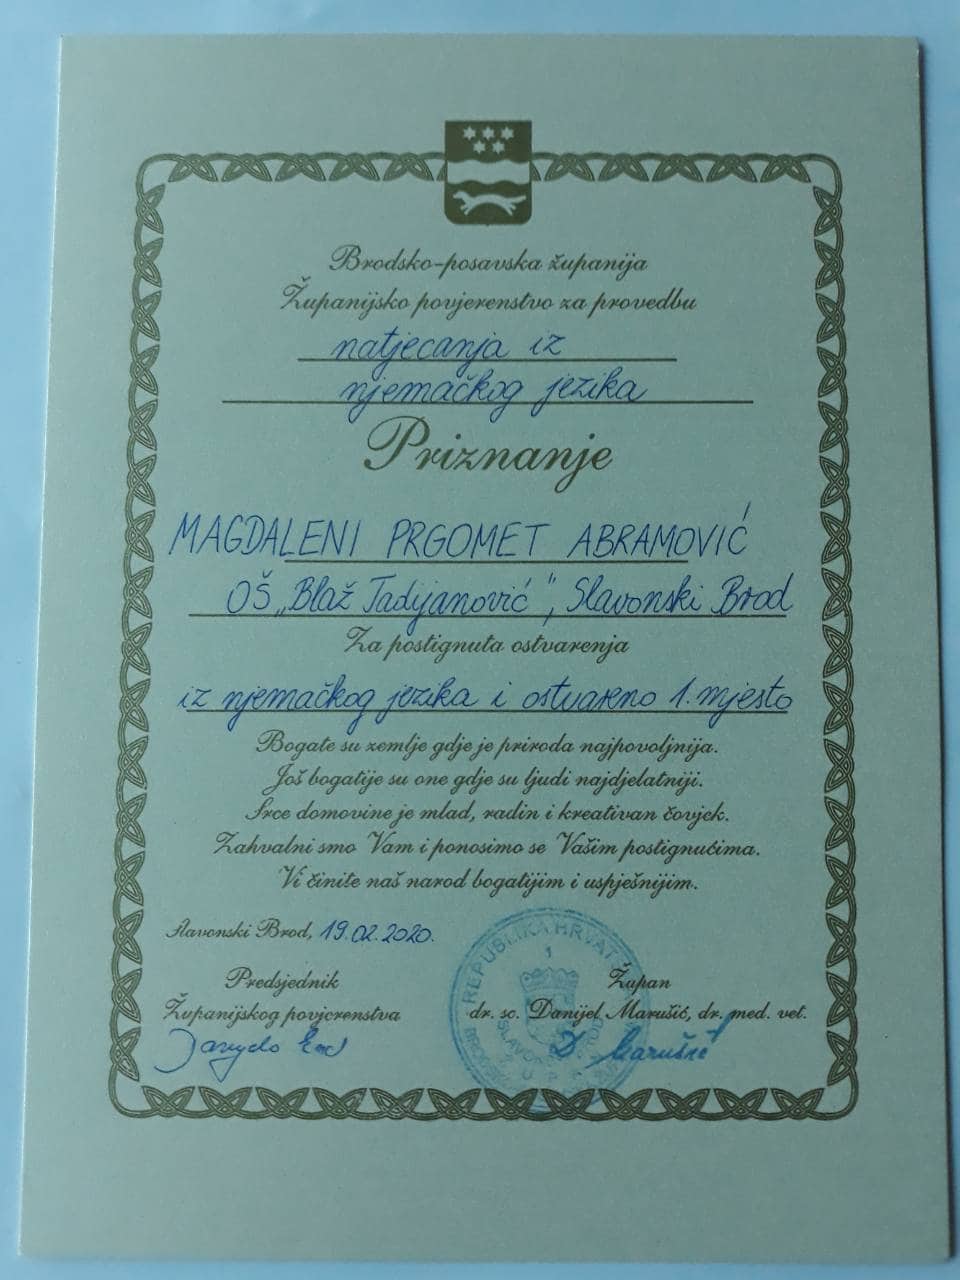 Brodsko-posavska županija
Županijsko povjerenstvo za provedbu
natjecanja iz
njemačkog jezika
Priznanje
MAGDALENI PRGOMET ABRAMOVIĆ
OŠ „Blaž Tadijanović", Slavonski Brod
Za postignuta ostvarenja
iz njemačkog jezika i ostvareno 1. mjesto
Bogate su zemlje gdje je priroda najpovoljnija.
Još bogatije su one gdje su ljudi najdjelatniji.
Srce domovine je mlad, radin i kreativan čovjek.
Zahvalni smo Vam i ponosimo se Vašim postignućima.
Vi činite naš narod bogatijim i uspješnijim.
Slavonski Brod, 19.02.2020.
Predsjednik
Županijskog povjerenstva
Župan
dr. sc. Danijel Marušić, dr. med. vet.
D. Marušić
REPUBLIKA HRVAT
1